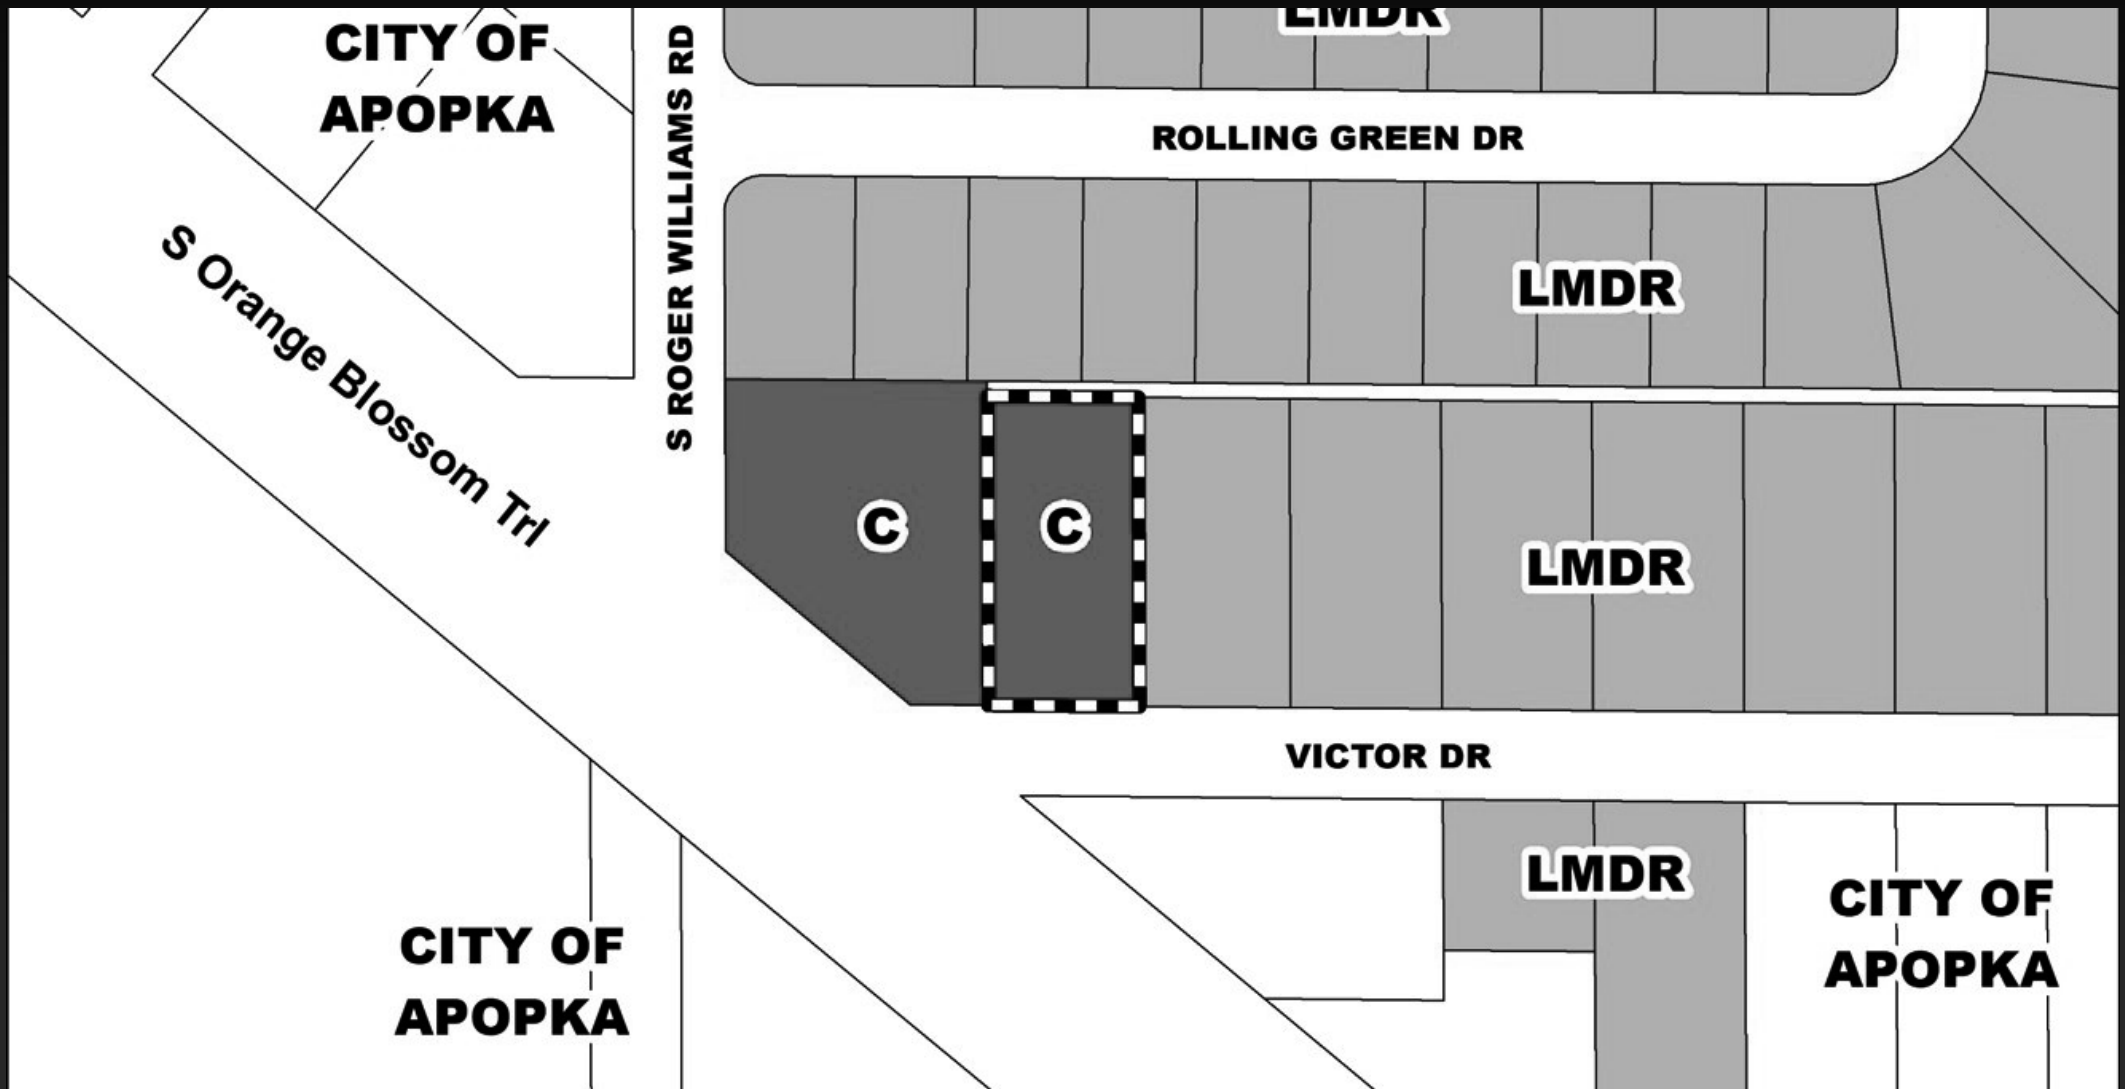 LMDR
CITY OF
APOPKA
S ROGER WILLIAMS RD
ROLLING GREEN DR
S Orange Blossom Trl
LMDR
C
C
LMDR
VICTOR DR
LMDR
CITY OF
APOPKA
CITY OF
APOPKA